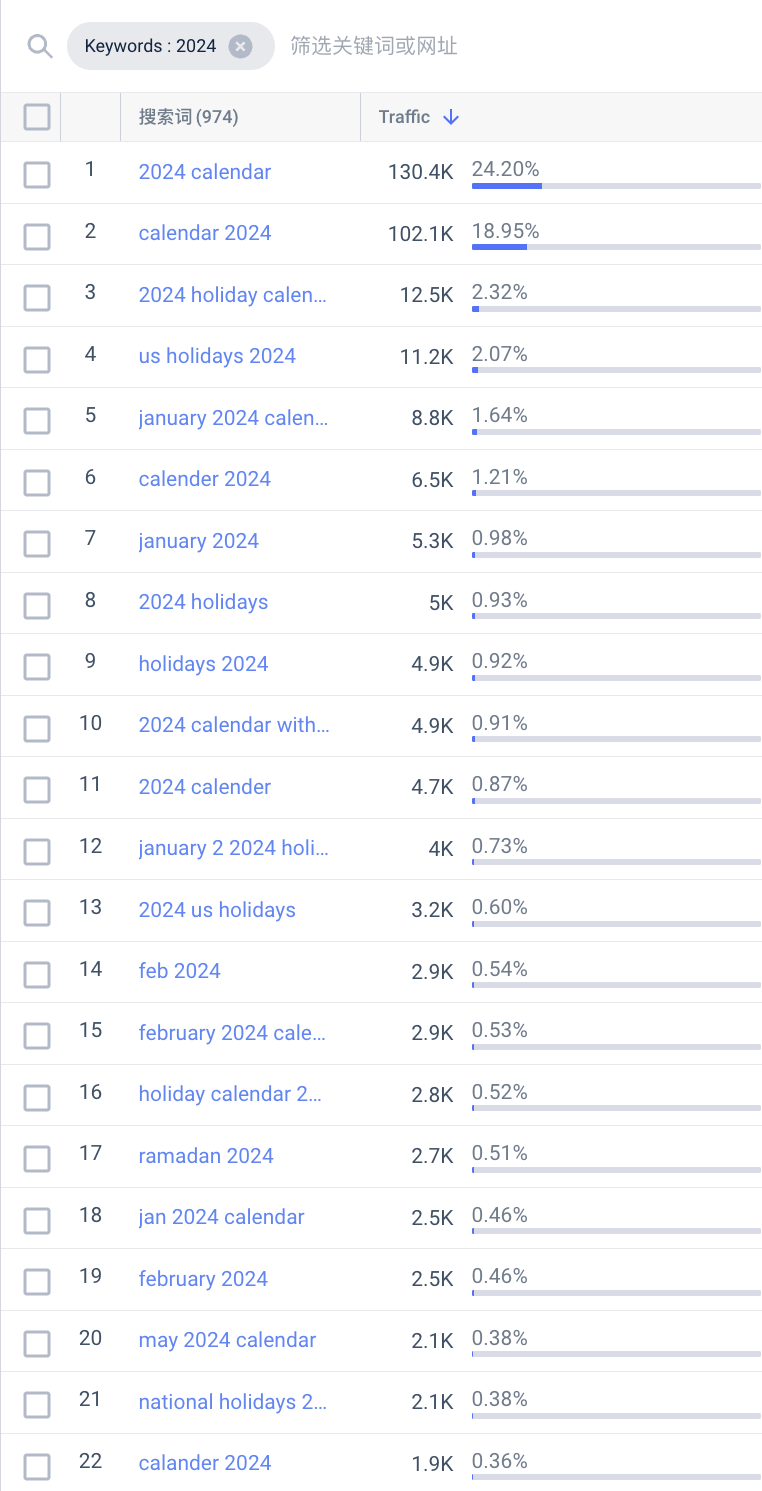 Keywords : 2024 筛选关键词或网址
搜索词 (974) Traffic
1 2024 calendar 130.4K 24.20%
2 calendar 2024 102.1K 18.95%
3 2024 holiday calen... 12.5K 2.32%
4 us holidays 2024 11.2K 2.07%
5 january 2024 calen... 8.8K 1.64%
6 calender 2024 6.5K 1.21%
7 january 2024 5.3K 0.98%
8 2024 holidays 5K 0.93%
9 holidays 2024 4.9K 0.92%
10 2024 calendar with... 4.9K 0.91%
11 2024 calender 4.7K 0.87%
12 january 2 2024 holi... 4K 0.73%
13 2024 us holidays 3.2K 0.60%
14 feb 2024 2.9K 0.54%
15 february 2024 cale... 2.9K 0.53%
16 holiday calendar 2... 2.8K 0.52%
17 ramadan 2024 2.7K 0.51%
18 jan 2024 calendar 2.5K 0.46%
19 february 2024 2.5K 0.46%
20 may 2024 calendar 2.1K 0.38%
21 national holidays 2... 2.1K 0.38%
22 calander 2024 1.9K 0.36%